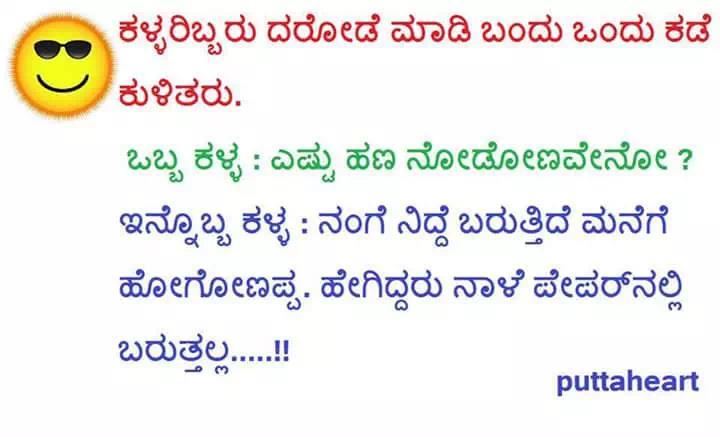 ಕಳ್ಳರಿಬ್ಬರು ದರೋಡೆ ಮಾಡಿ ಬಂದು ಒಂದು ಕಡೆ
ಕುಳಿತರು.
ಒಬ್ಬ ಕಳ್ಳ : ಎಷ್ಟು ಹಣ ನೋಡೋಣವೇನೋ ?
ಇನ್ನೊಬ್ಬ ಕಳ್ಳ : ನಂಗೆ ನಿದ್ದೆ ಬರುತ್ತಿದೆ ಮನೆಗೆ
ಹೋಗೋಣಪ್ಪ. ಹೇಗಿದ್ದರು ನಾಳೆ ಪೇಪರ್‌ನಲ್ಲಿ
ಬರುತ್ತಲ್ಲ.....!!
puttaheart